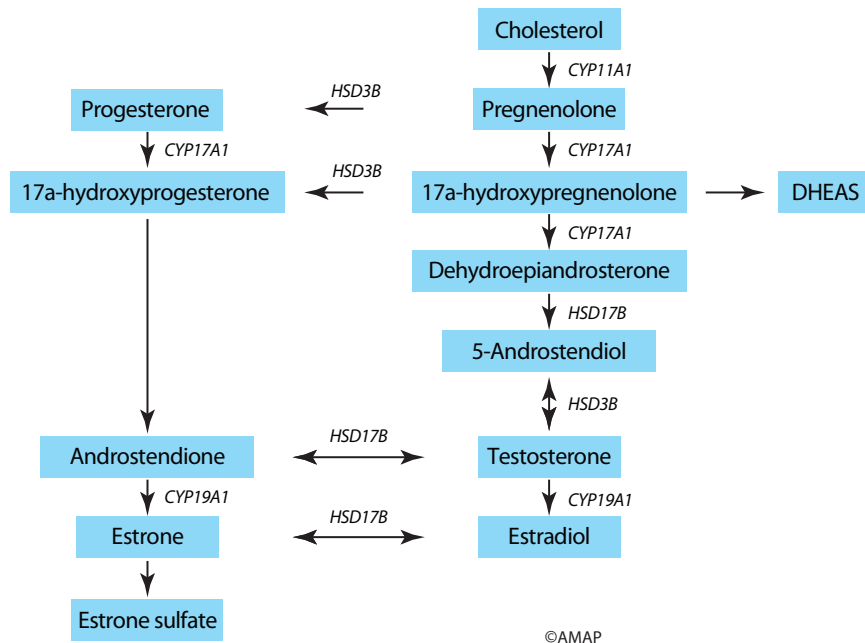 Cholesterol
CYP11A1
HSD3B
Progesterone
Pregnenolone
CYP17A1
CYP17A1
HSD3B
17a-hydroxyprogesterone
17a-hydroxypregnenolone
DHEAS
CYP17A1
Dehydroepiandrosterone
HSD17B
5-Androstendiol
HSD3B
HSD17B
Androstendione
Testosterone
CYP19A1
CYP19A1
HSD17B
Estrone
Estradiol
Estrone sulfate
©AMAP